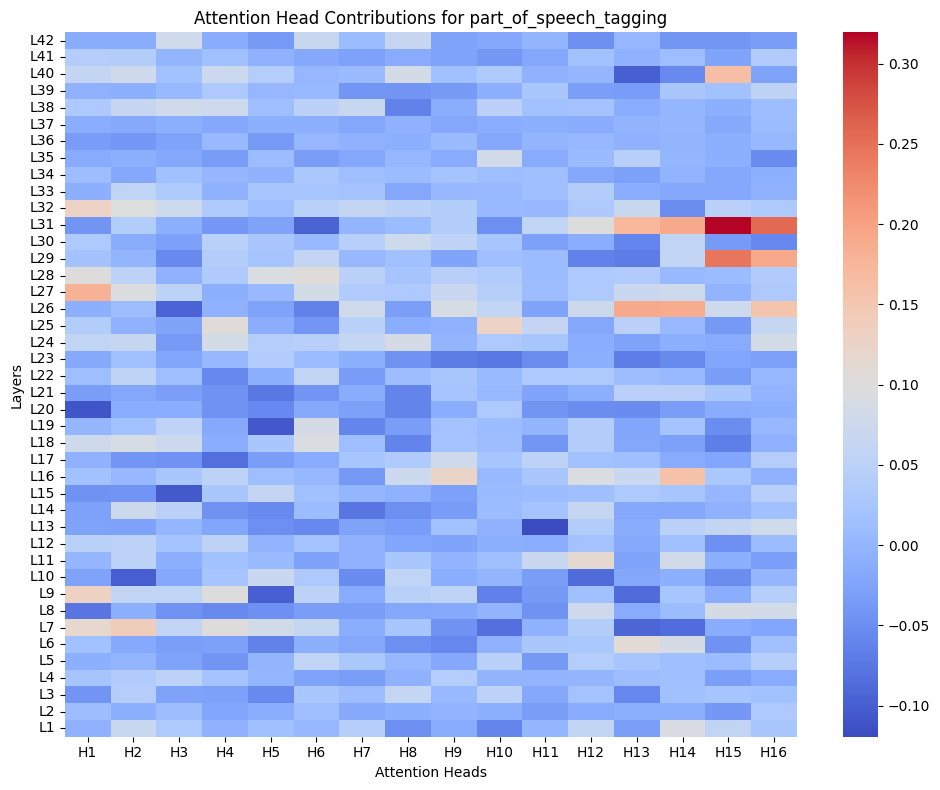 Attention Head Contributions for part_of_speech_tagging
Layers
L42
L41
L40
L39
L38
L37
L36
L35
L34
L33
L32
L31
L30
L29
L28
L27
L26
L25
L24
L23
L22
L21
L20
L19
L18
L17
L16
L15
L14
L13
L12
L11
L10
L9
L8
L7
L6
L5
L4
L3
L2
L1
H1 H2 H3 H4 H5 H6 H7 H8 H9 H10 H11 H12 H13 H14 H15 H16
Attention Heads
0.30
0.25
0.20
0.15
0.10
0.05
0.00
−0.05
−0.10